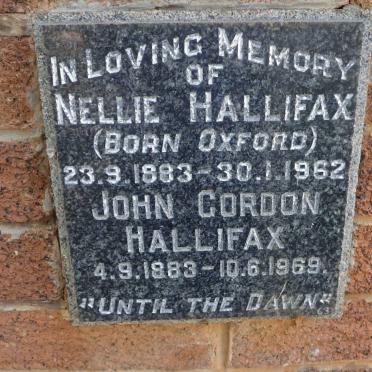 IN LOVING MEMORY
OF
NELLIE HALLIFAX
(BORN OXFORD)
23.9.1883-30.1.1962
JOHN GORDON
HALLIFAX
4.9.1883-10.6.1969.
"UNTIL THE DAWN"